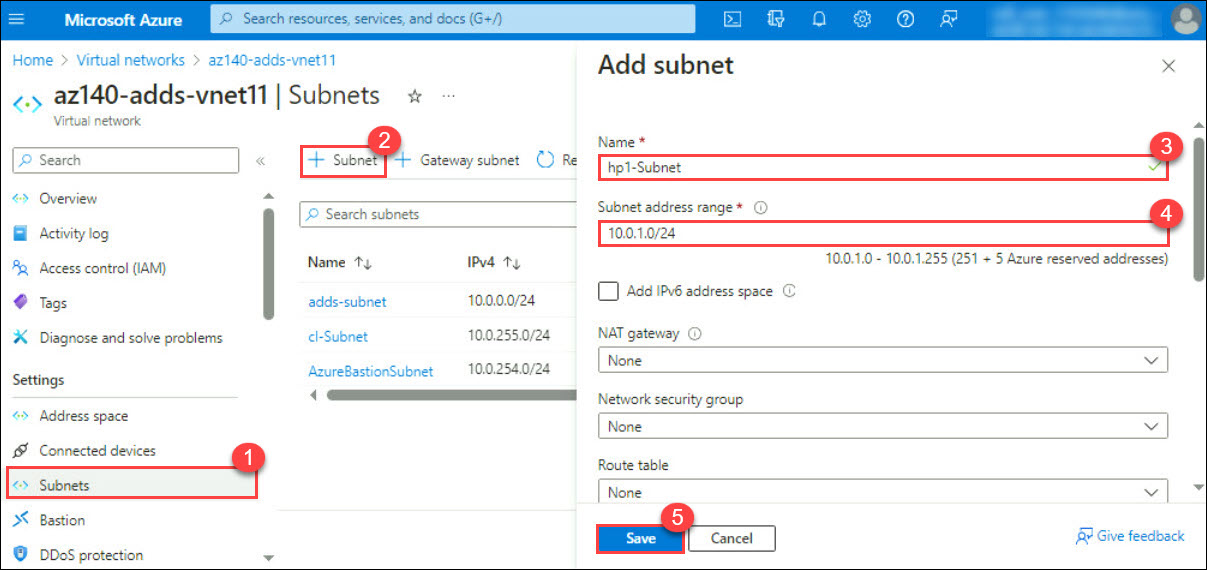 Microsoft Azure
Search resources, services, and docs (G+/)
Home > Virtual networks > az140-adds-vnet11
az140-adds-vnet11 | Subnets
Virtual network
Search
Overview
Activity log
Access control (IAM)
Tags
Diagnose and solve problems
Settings
Address space
Connected devices
1
Subnets
Bastion
DDoS protection
2
+ Subnet + Gateway subnet Re
Search subnets
Name IPv4
adds-subnet 10.0.0.0/24
cl-Subnet 10.0.255.0/24
AzureBastionSubnet 10.0.254.0/24
Add subnet
Name *
3
hp1-Subnet
Subnet address range *
4
10.0.1.0/24
10.0.1.0 - 10.0.1.255 (251 + 5 Azure reserved addresses)
Add IPv6 address space
NAT gateway
None
Network security group
None
Route table
None
5
Save Cancel
Give feedback